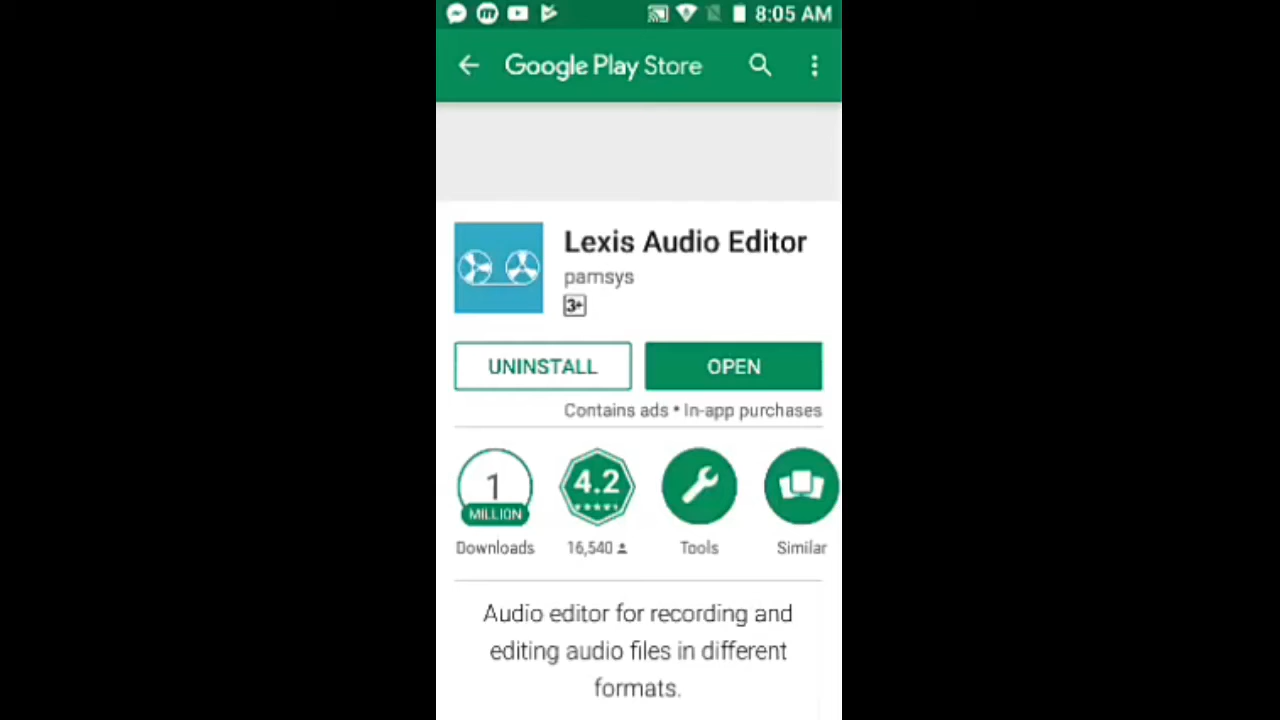 8:05 AM
Google Play Store
Lexis Audio Editor
pamsys
3+
UNINSTALL
OPEN
Contains ads • In-app purchases
1
MILLION
4.2
Downloads
16,540
Tools
Similar
Audio editor for recording and
editing audio files in different
formats.